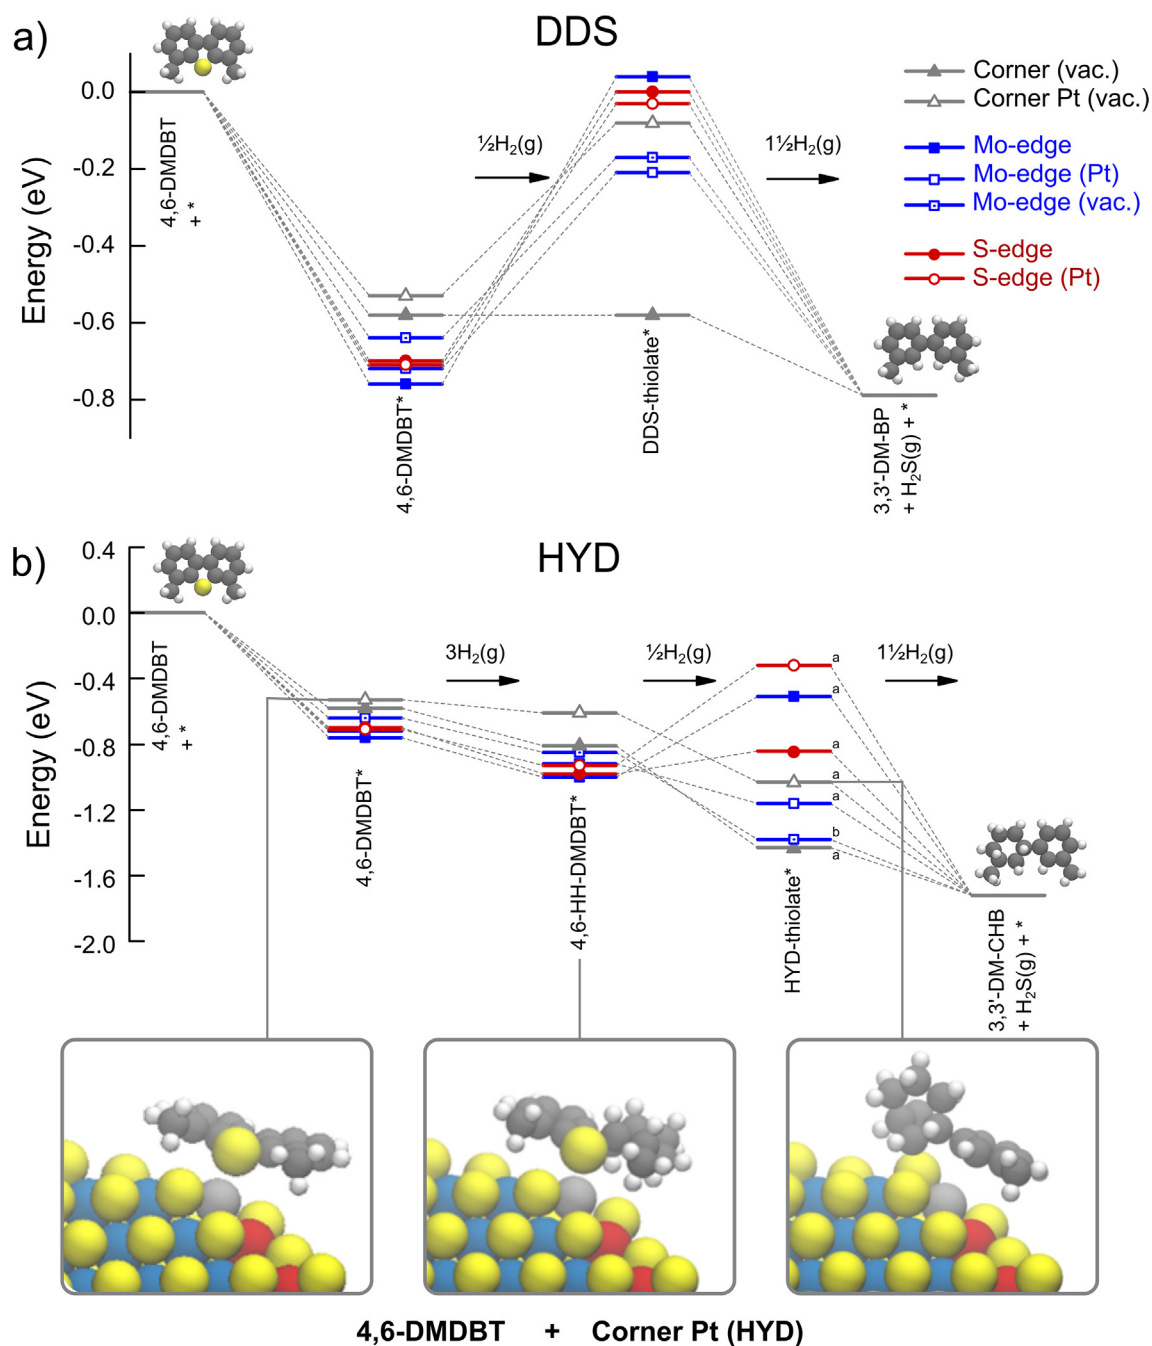 a)
DDS
0.0
-0.2
-0.4
-0.6
-0.8
Energy (eV)
4,6-DMDBT
+ *
4,6-DMDBT*
½H₂(g)
DDS-thiolate*
1½H₂(g)
3,3'-DM-BP
+ H₂S(g) + *
Corner (vac.)
Corner Pt (vac.)
Mo-edge
Mo-edge (Pt)
Mo-edge (vac.)
S-edge
S-edge (Pt)
b)
HYD
0.4
0.0
-0.4
-0.8
-1.2
-1.6
-2.0
Energy (eV)
4,6-DMDBT
+ *
4,6-DMDBT*
3H₂(g)
4,6-HH-DMDBT*
½H₂(g)
a
a
a
a
a
b
a
HYD-thiolate*
1½H₂(g)
3,3'-DM-CHB
+ H₂S(g) + *
4,6-DMDBT + Corner Pt (HYD)